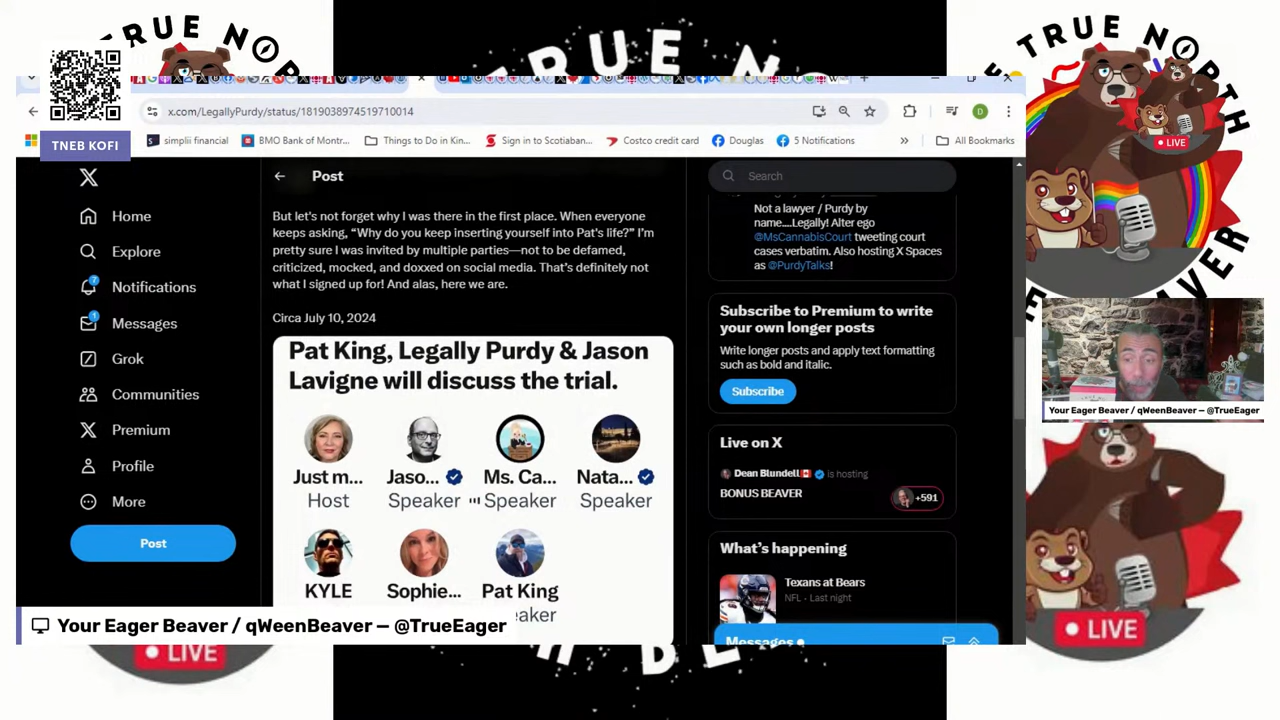 TRUE NORTH
TRUE N
TRUE NO
x.com/LegallyPurdy/status/1819038974519710014
TNEB KOFI
simplii financial
BMO Bank of Montr...
Things to Do in Kin...
Sign in to Scotiaban...
Costco credit card
Douglas
5 Notifications
»
All Bookmarks
Home
Explore
7
Notifications
1
Messages
Grok
Communities
Premium
Profile
More
Post
Post
But let's not forget why I was there in the first place. When everyone
keeps asking, “Why do you keep inserting yourself into Pat's life?” I'm
pretty sure I was invited by multiple parties—not to be defamed,
criticized, mocked, and doxxed on social media. That's definitely not
what I signed up for! And alas, here we are.
Circa July 10, 2024
Pat King, Legally Purdy & Jason
Lavigne will discuss the trial.
Just m...
Host
Jaso...
Speaker
Ms. Ca...
Speaker
Nata...
Speaker
KYLE
Sophie...
Pat King
eaker
Search
Not a lawyer / Purdy by
name....Legally! Alter ego
@MsCannabisCourt tweeting court
cases verbatim. Also hosting X Spaces
as @PurdyTalks!
Subscribe to Premium to write
your own longer posts
Write longer posts and apply text formatting
such as bold and italic.
Subscribe
Live on X
Dean Blundell is hosting
BONUS BEAVER
+591
What's happening
Texans at Bears
NFL · Last night
Messages
LIVE
Your Eager Beaver / qWeenBeaver — @TrueEager
Your Eager Beaver / qWeenBeaver — @TrueEager
LIVE
LIVE